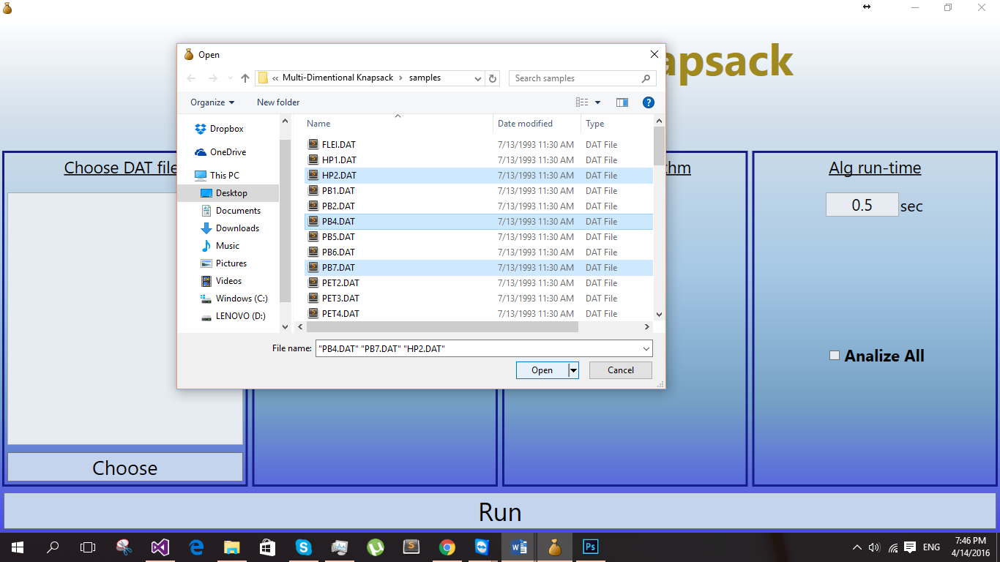 Open
apsack
« Multi-Dimentional Knapsack › samples
Search samples
Organize
New folder
Name Date modified Type
Dropbox
OneDrive
This PC
Desktop
Documents
Downloads
Music
Pictures
Videos
Windows (C:)
LENOVO (D:)
FLEI.DAT 7/13/1993 11:30 AM DAT File
HP1.DAT 7/13/1993 11:30 AM DAT File
HP2.DAT 7/13/1993 11:30 AM DAT File
PB1.DAT 7/13/1993 11:30 AM DAT File
PB2.DAT 7/13/1993 11:30 AM DAT File
PB4.DAT 7/13/1993 11:30 AM DAT File
PB5.DAT 7/13/1993 11:30 AM DAT File
PB6.DAT 7/13/1993 11:30 AM DAT File
PB7.DAT 7/13/1993 11:30 AM DAT File
PET2.DAT 7/13/1993 11:30 AM DAT File
PET3.DAT 7/13/1993 11:30 AM DAT File
PET4.DAT 7/13/1993 11:30 AM DAT File
File name: "PB4.DAT" "PB7.DAT" "HP2.DAT"
Open Cancel
Choose DAT file
Choose
thm
Alg run-time
0.5 sec
Analize All
Run
ENG
7:46 PM
4/14/2016